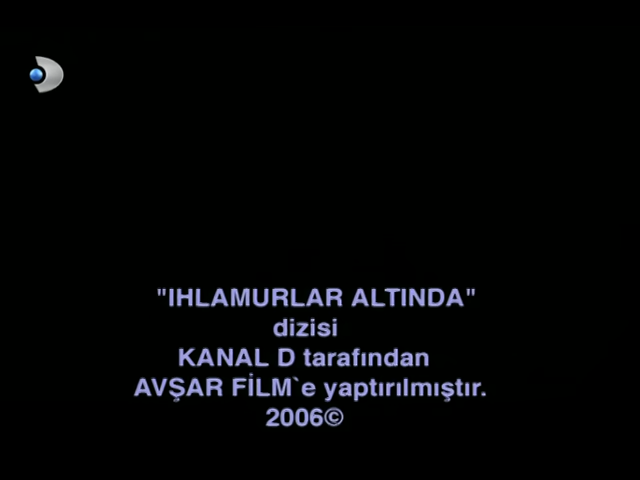 "IHLAMURLAR ALTINDA"
dizisi
KANAL D tarafından
AVŞAR FİLM`e yaptırılmıştır.
2006©